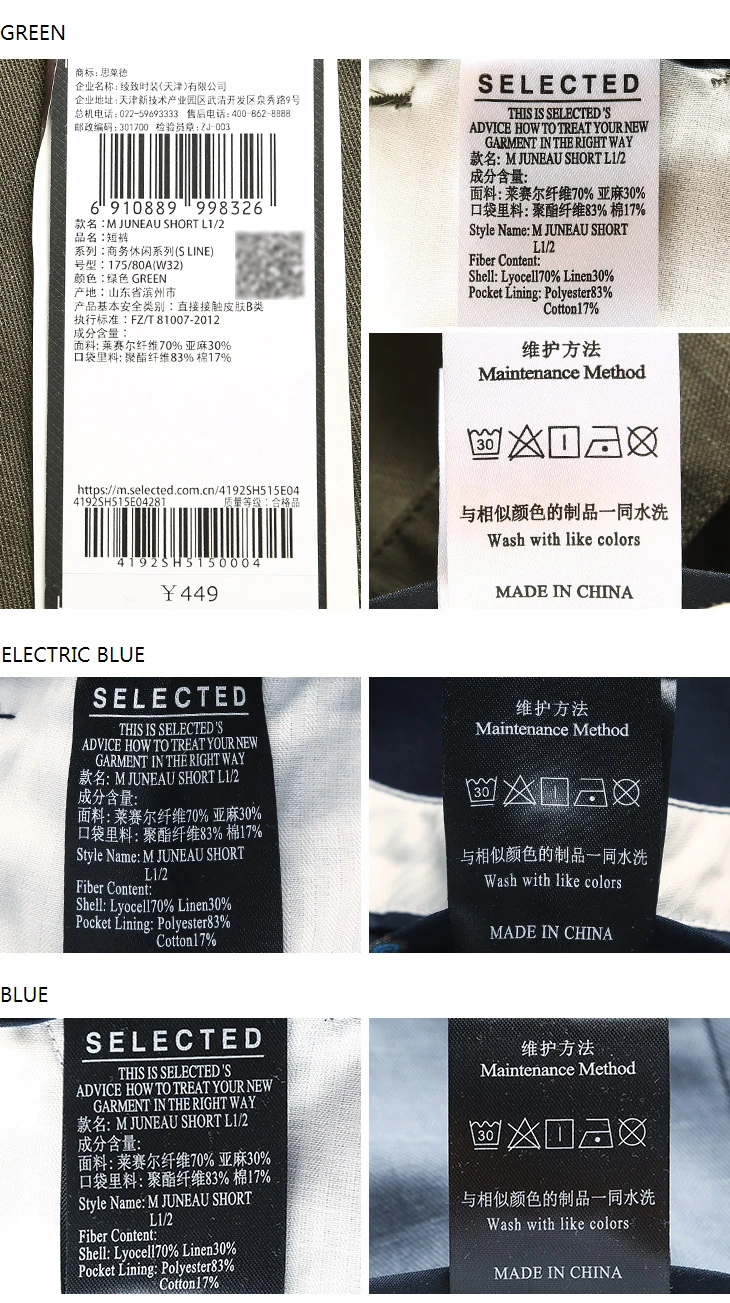 GREEN
商标: 思莱德
企业名称: 绫致时装(天津)有限公司
企业地址: 天津新技术产业园区武清开发区泉秀路9号
总机电话:022-59693333 售后电话:400-862-8888
邮政编码: 301700 检验员章: ZJ-003
6 910889 998326
款名: M JUNEAU SHORT L1/2
品名: 短裤
系列: 商务休闲系列(S LINE)
号型: 175/80A(W32)
颜色: 绿色 GREEN
产地: 山东省滨州市
产品基本安全类别: 直接接触皮肤B类
执行标准: FZ/T 81007-2012
成分含量:
面料: 莱赛尔纤维70% 亚麻30%
口袋里料: 聚酯纤维83% 棉17%
https://m.selected.com.cn/4192SH515E04
4192SH515E04281 质量等级: 合格品
4192SH5150004
￥449
SELECTED
THIS IS SELECTED'S
ADVICE HOW TO TREAT YOUR NEW
GARMENT IN THE RIGHT WAY
款名: M JUNEAU SHORT L1/2
成分含量:
面料: 莱赛尔纤维70% 亚麻30%
口袋里料: 聚酯纤维83% 棉17%
Style Name: M JUNEAU SHORT
L1/2
Fiber Content:
Shell: Lyocell70% Linen30%
Pocket Lining: Polyester83%
Cotton17%
维护方法
Maintenance Method
30
与相似颜色的制品一同水洗
Wash with like colors
MADE IN CHINA
ELECTRIC BLUE
SELECTED
THIS IS SELECTED'S
ADVICE HOW TO TREAT YOUR NEW
GARMENT IN THE RIGHT WAY
款名: M JUNEAU SHORT L1/2
成分含量:
面料: 莱赛尔纤维70% 亚麻30%
口袋里料: 聚酯纤维83% 棉17%
Style Name: M JUNEAU SHORT
L1/2
Fiber Content:
Shell: Lyocell70% Linen30%
Pocket Lining: Polyester83%
Cotton17%
维护方法
Maintenance Method
30
与相似颜色的制品一同水洗
Wash with like colors
MADE IN CHINA
BLUE
SELECTED
THIS IS SELECTED'S
ADVICE HOW TO TREAT YOUR NEW
GARMENT IN THE RIGHT WAY
款名: M JUNEAU SHORT L1/2
成分含量:
面料: 莱赛尔纤维70% 亚麻30%
口袋里料: 聚酯纤维83% 棉17%
Style Name: M JUNEAU SHORT
L1/2
Fiber Content:
Shell: Lyocell70% Linen30%
Pocket Lining: Polyester83%
Cotton17%
维护方法
Maintenance Method
30
与相似颜色的制品一同水洗
Wash with like colors
MADE IN CHINA